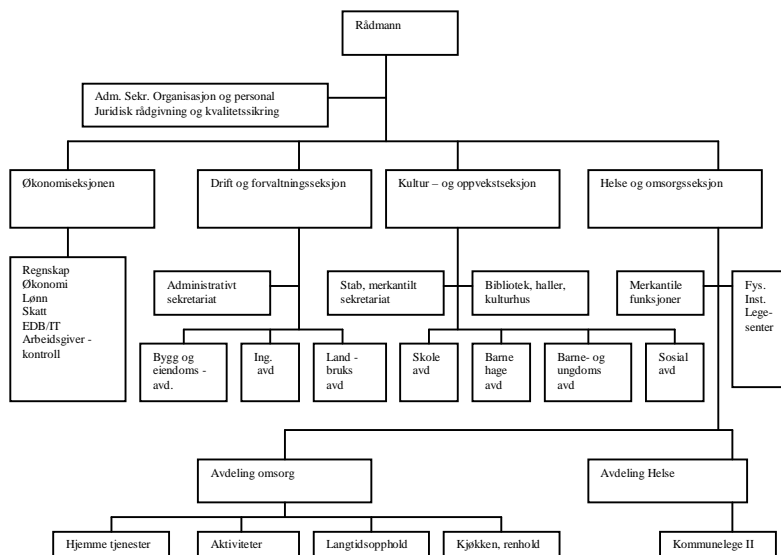 Rådmann
Adm. Sekr. Organisasjon og personal
Juridisk rådgivning og kvalitetssikring
Økonomiseksjonen
Drift og forvaltningsseksjon
Kultur – og oppvekstseksjon
Helse og omsorgsseksjon
Regnskap
Økonomi
Lønn
Skatt
EDB/IT
Arbeidsgiver -
kontroll
Administrativt
sekretariat
Stab, merkantilt
sekretariat
Bibliotek, haller,
kulturhus
Merkantile
funksjoner
Fys.
Inst.
Lege-
senter
Bygg og
eiendoms -
avd.
Ing.
avd
Land -
bruks
avd
Skole
avd
Barne
hage
avd
Barne- og
ungdoms
avd
Sosial
avd
Avdeling omsorg
Avdeling Helse
Hjemme tjenester
Aktiviteter
Langtidsopphold
Kjøkken, renhold
Kommunelege II